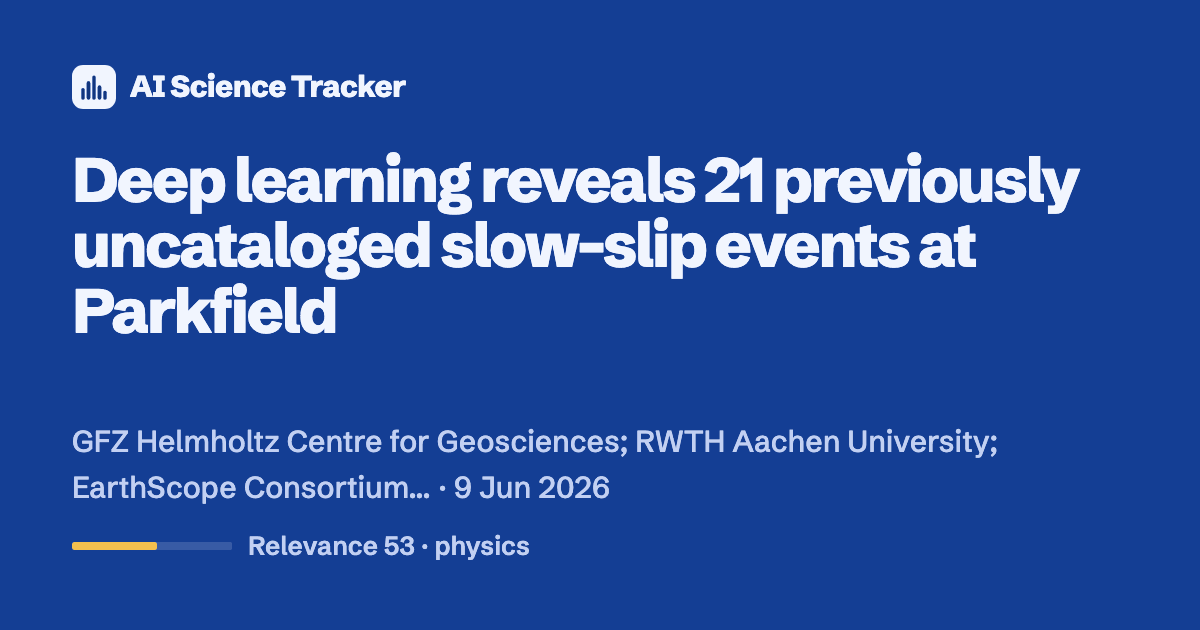 AI Science Tracker
Deep learning reveals 21 previously
uncataloged slow-slip events at
Parkfield
GFZ Helmholtz Centre for Geosciences; RWTH Aachen University;
EarthScope Consortium… · 9 Jun 2026
Relevance 53 · physics